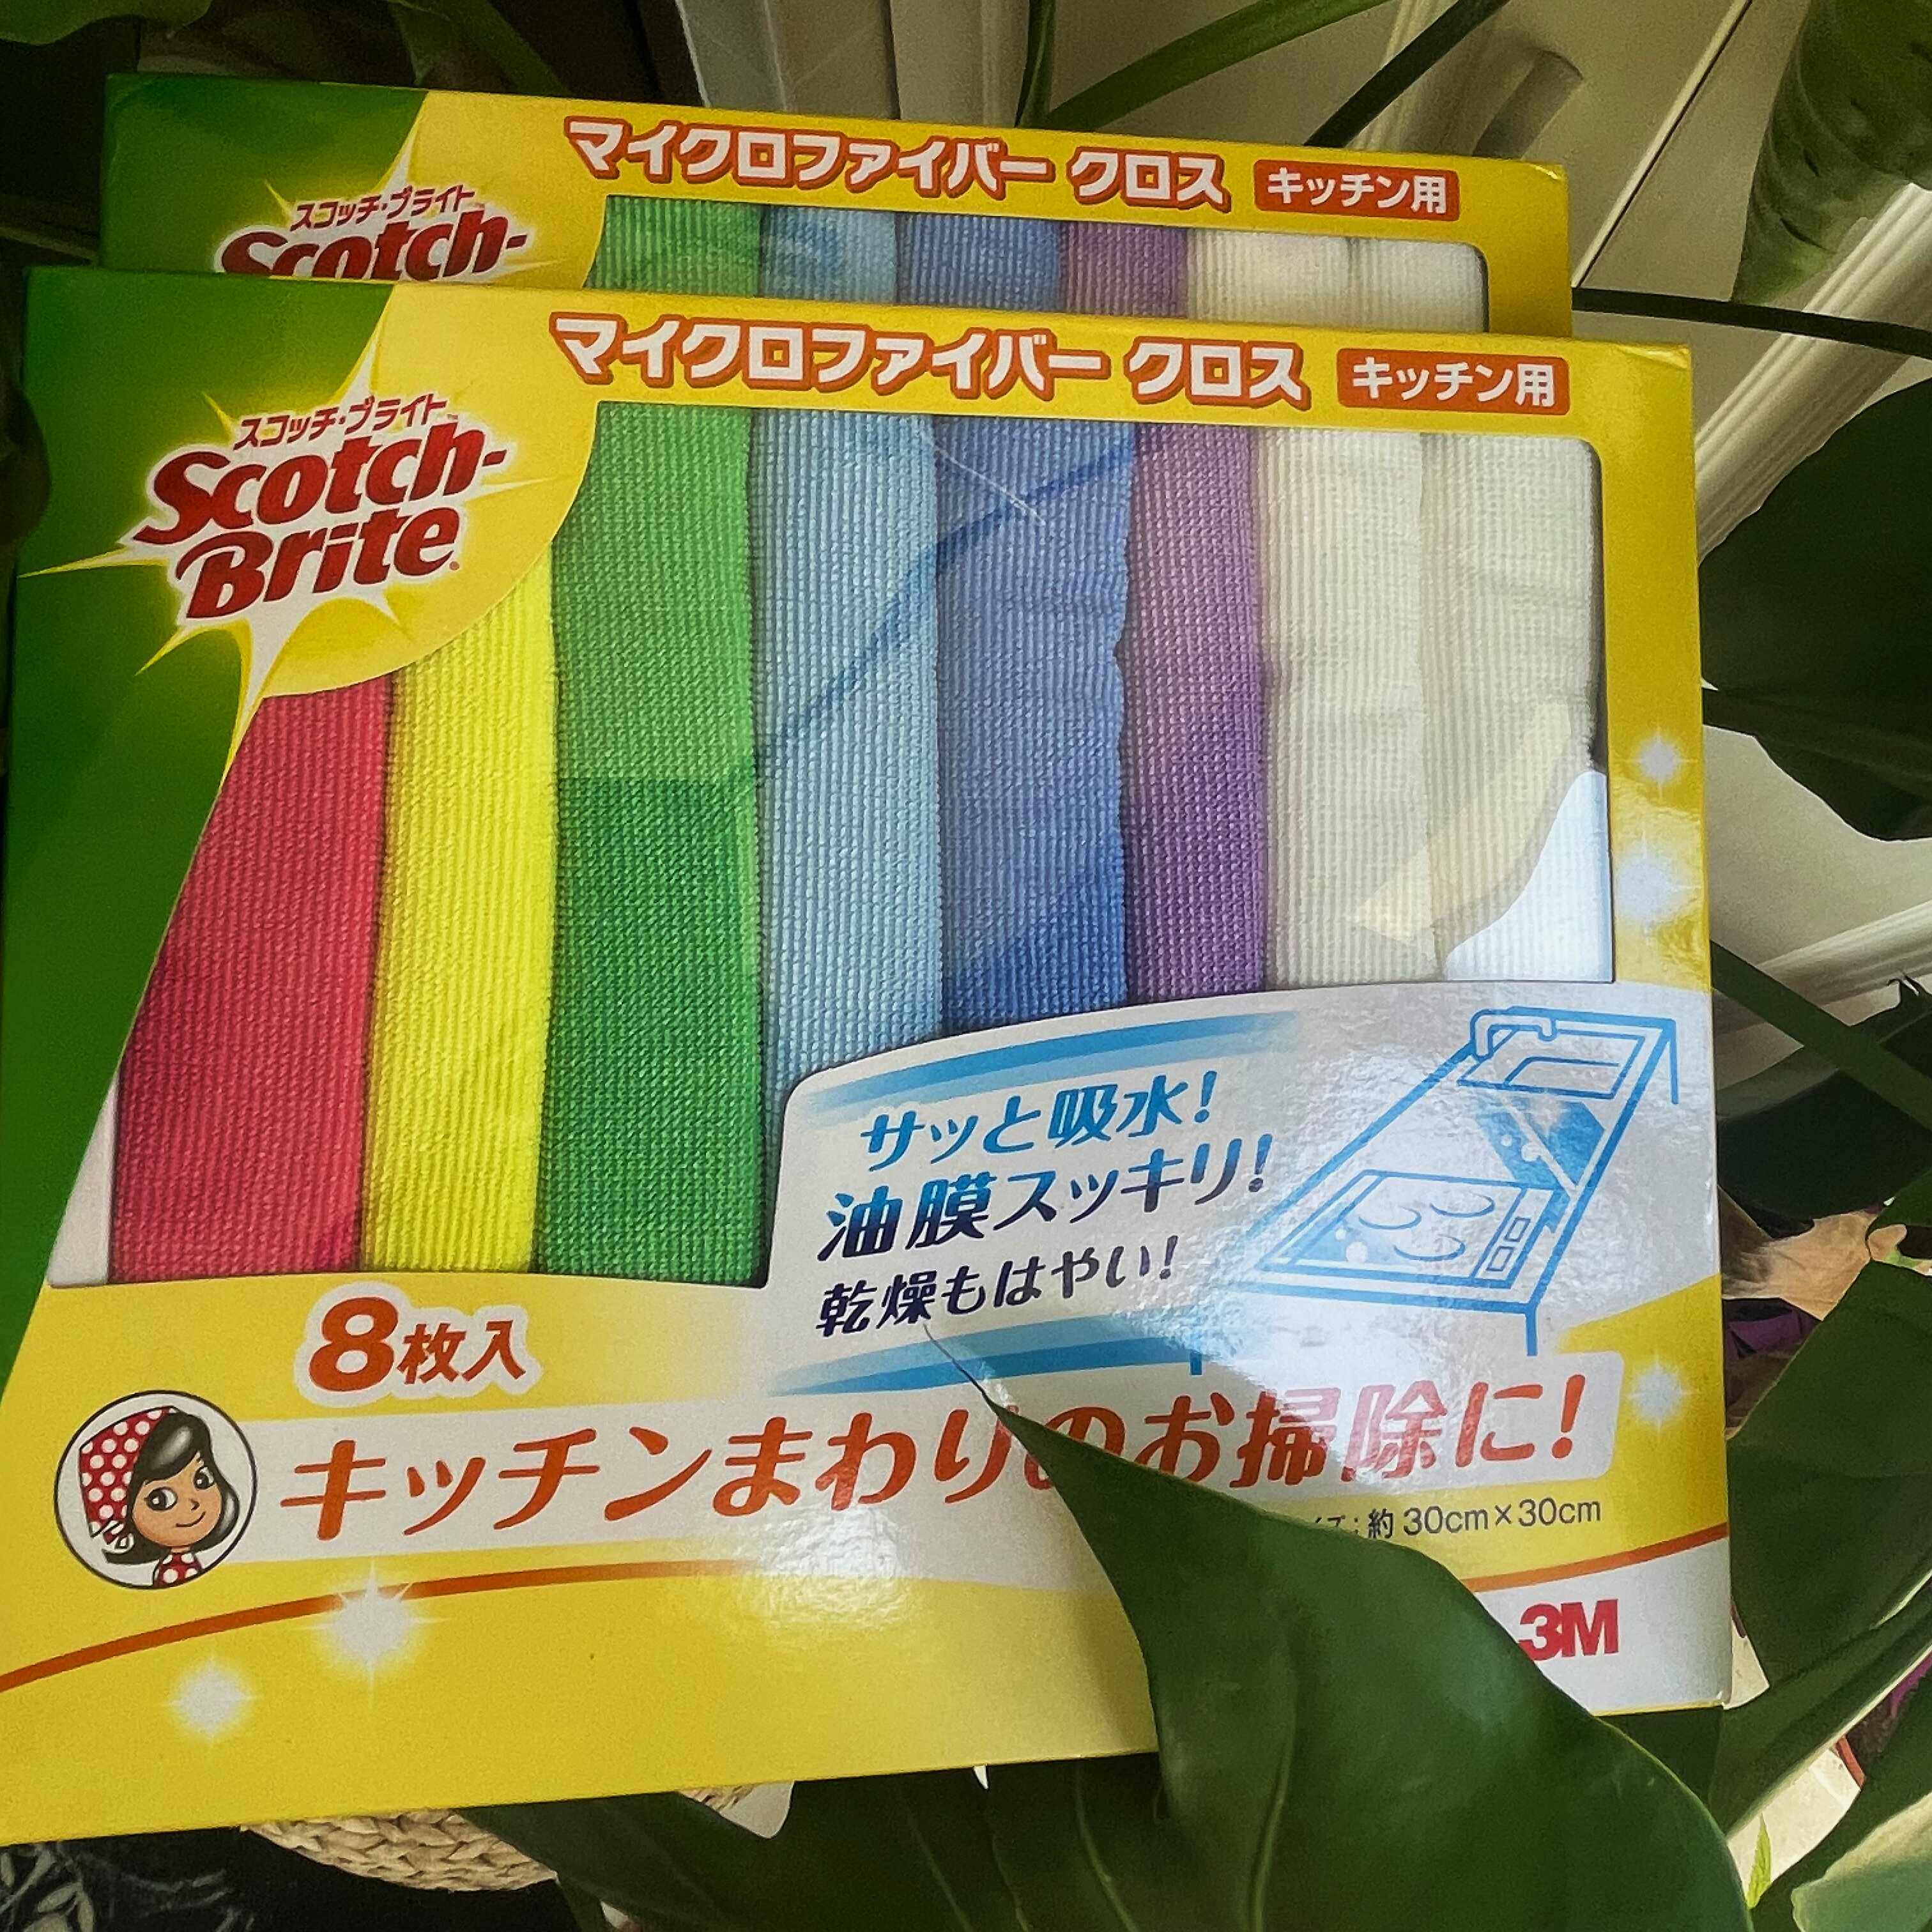 マイクロファイバー クロス キッチン用
スコッチ・ブライト
Scotch-
マイクロファイバー クロス キッチン用
スコッチ・ブライト™
Scotch-
Brite®
サッと吸水!
油膜スッキリ!
乾燥もはやい!
8枚入
キッチンまわりのお掃除に!
ズ:約 30cm×30cm
3M